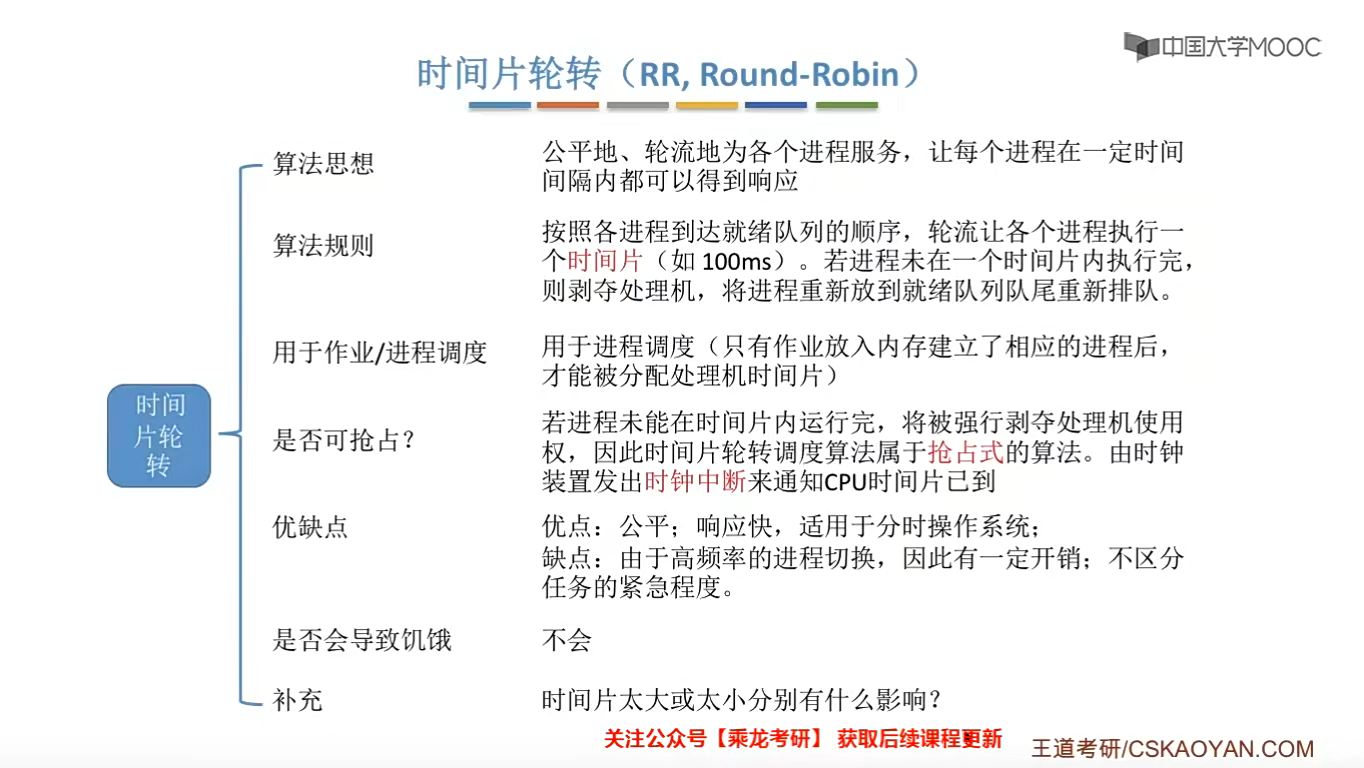 中国大学MOOC
时间片轮转（RR, Round-Robin）
算法思想
公平地、轮流地为各个进程服务，让每个进程在一定时间
间隔内都可以得到响应
算法规则
按照各进程到达就绪队列的顺序，轮流让各个进程执行一
个时间片（如 100ms）。若进程未在一个时间片内执行完，
则剥夺处理机，将进程重新放到就绪队列队尾重新排队。
用于作业/进程调度
用于进程调度（只有作业放入内存建立了相应的进程后，
才能被分配处理机时间片）
时间
片轮
转
是否可抢占？
若进程未能在时间片内运行完，将被强行剥夺处理机使用
权，因此时间片轮转调度算法属于抢占式的算法。由时钟
装置发出时钟中断来通知CPU时间片已到
优缺点
优点：公平；响应快，适用于分时操作系统；
缺点：由于高频率的进程切换，因此有一定开销；不区分
任务的紧急程度。
是否会导致饥饿
不会
补充
时间片太大或太小分别有什么影响？
关注公众号【乘龙考研】 获取后续课程更新
王道考研/CSKAOYAN.COM